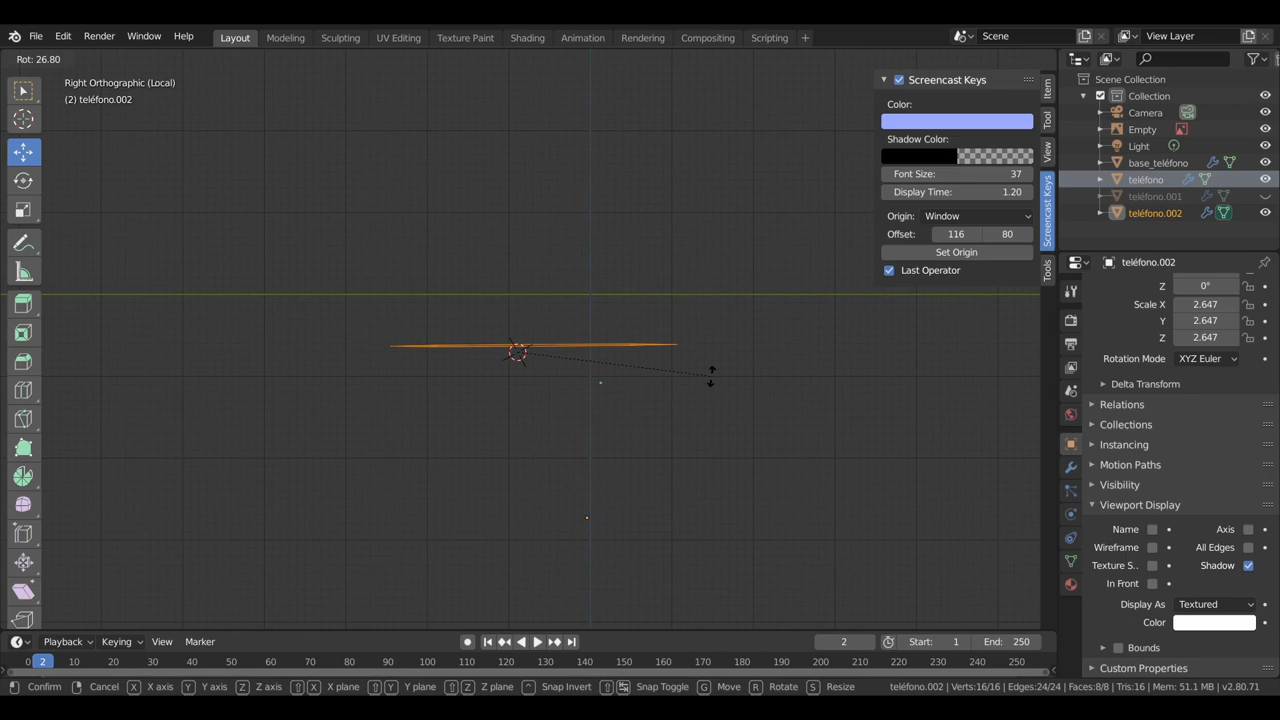 File Edit Render Window Help Layout Modeling Sculpting UV Editing Texture Paint Shading Animation Rendering Compositing Scripting + Scene View Layer
Rot: 26.80
Right Orthographic (Local)
(2) teléfono.002
Screencast Keys
Color:
Shadow Color:
Font Size: 37
Display Time: 1.20
Origin: Window
Offset: 116 80
Set Origin
Last Operator
Item
Tool
View
Screencast Keys
Tools
Scene Collection
Collection
Camera
Empty
Light
base_teléfono
teléfono
teléfono.001
teléfono.002
teléfono.002
Z 0°
Scale X 2.647
Y 2.647
Z 2.647
Rotation Mode XYZ Euler
Delta Transform
Relations
Collections
Instancing
Motion Paths
Visibility
Viewport Display
Name Axis
Wireframe All Edges
Texture S.. Shadow
In Front
Display As Textured
Color
Bounds
Custom Properties
Playback Keying View Marker 2 Start: 1 End: 250
0 2 10 20 30 40 50 60 70 80 90 100 110 120 130 140 150 160 170 180 190 200 210 220 230 240 250
Confirm Cancel X X axis Y Y axis Z Z axis X X plane Y Y plane Z Z plane ^ Snap Invert Snap Toggle G Move R Rotate S Resize teléfono.002 | Verts:16/16 | Edges:24/24 | Faces:8/8 | Tris:16 | Mem: 51.1 MB | v2.80.71